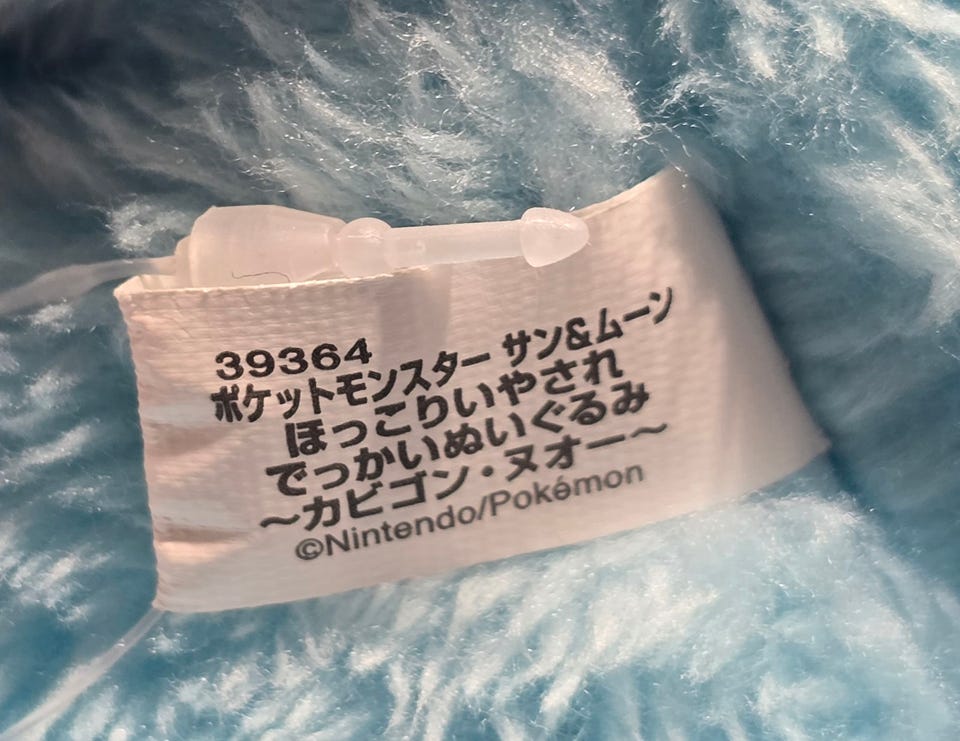 39364
ポケットモンスター サン&ムーン
ほっこりいやされ
でっかいぬいぐるみ
～カビゴン・ヌオー～
©Nintendo/Pokémon